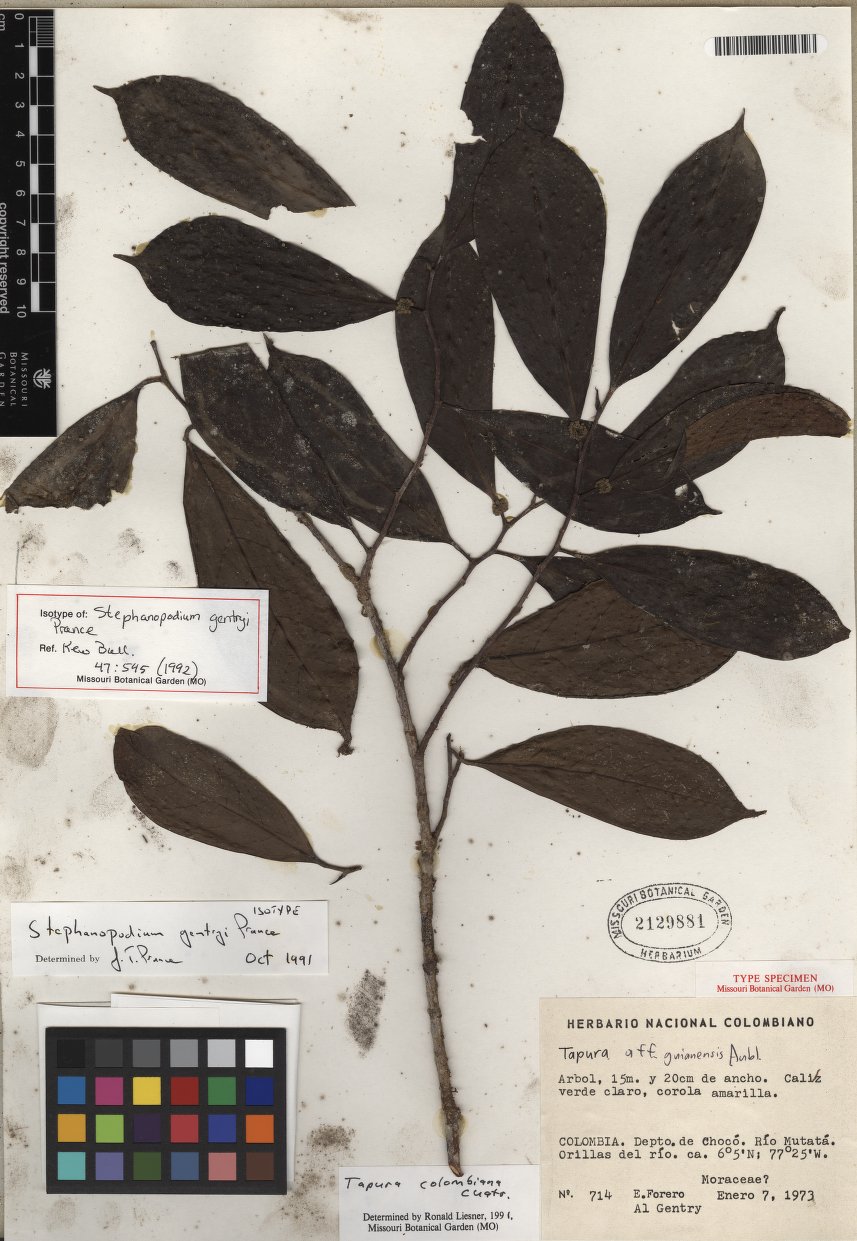 cm
0
1
2
3
4
5
6
7
8
9
10
copyright reserved
MISSOURI
BOTANICAL
GARDEN
Isotype of: Stephanopodium gentryi
Prance
Ref. Kew Bull.
47:595 (1992)
Missouri Botanical Garden (MO)
ISOTYPE
Stephanopodium gentryi Prance
Determined by G. T. Prance Oct 1991
MISSOURI BOTANICAL GARDEN
2129881
HERBARIUM
TYPE SPECIMEN
Missouri Botanical Garden (MO)
HERBARIO NACIONAL COLOMBIANO
Tapura aff. guianensis Aubl.
Arbol, 15m. y 20cm de ancho. Caliz
verde claro, corola amarilla.
COLOMBIA. Depto. de Chocó. Río Mutatá.
Orillas del río. ca. 6°5'N; 77°25'W.
Moraceae?
Nº. 714 E.Forero Enero 7, 1973
Al Gentry
Tapura colombiana
Cuatr.
Determined by Ronald Liesner, 1991,
Missouri Botanical Garden (MO)